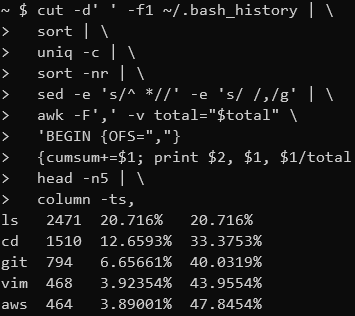 ~ $ cut -d' ' -f1 ~/.bash_history | \
> sort | \
> uniq -c | \
> sort -nr | \
> sed -e 's/^ *//' -e 's/ /,/g' | \
> awk -F',' -v total="$total" \
> 'BEGIN {OFS=","}
> {cumsum+=$1; print $2, $1, $1/total
> head -n5 | \
> column -ts,
ls 2471 20.716% 20.716%
cd 1510 12.6593% 33.3753%
git 794 6.65661% 40.0319%
vim 468 3.92354% 43.9554%
aws 464 3.89001% 47.8454%